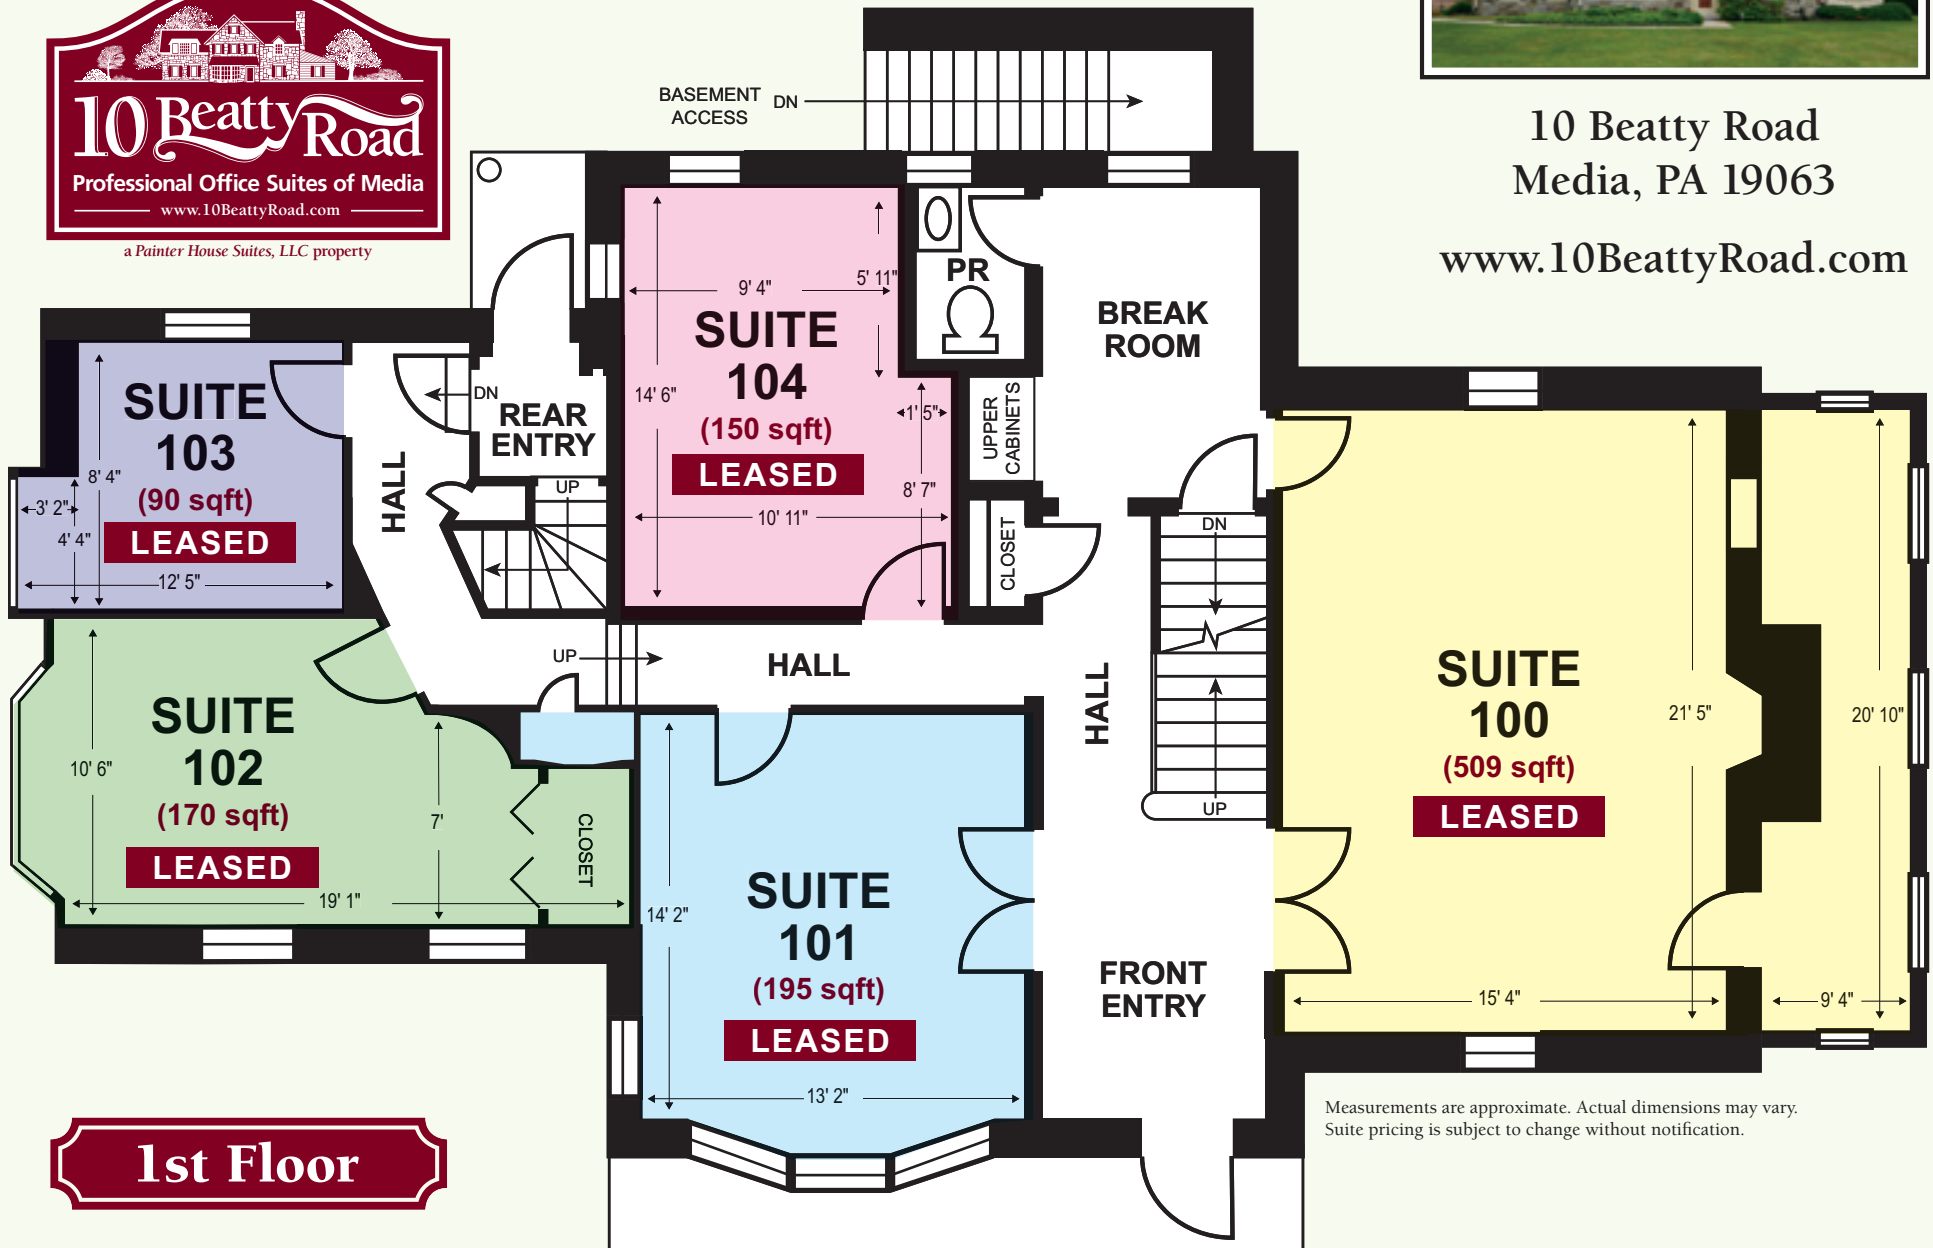 10 Beatty Road
Professional Office Suites of Media
www.10BeattyRoad.com
a Painter House Suites, LLC property
10 Beatty Road
Media, PA 19063
www.10BeattyRoad.com
BASEMENT
ACCESS
DN
PR
BREAK
ROOM
UPPER
CABINETS
CLOSET
SUITE
104
(150 sqft)
LEASED
9' 4"
5' 11"
14' 6"
1' 5"
8' 7"
10' 11"
SUITE
103
(90 sqft)
LEASED
8' 4"
3' 2"
4' 4"
12' 5"
HALL
DN
REAR
ENTRY
UP
UP
HALL
HALL
DN
UP
SUITE
102
(170 sqft)
LEASED
10' 6"
7'
19' 1"
CLOSET
SUITE
101
(195 sqft)
LEASED
14' 2"
13' 2"
FRONT
ENTRY
SUITE
100
(509 sqft)
LEASED
21' 5"
20' 10"
15' 4"
9' 4"
Measurements are approximate. Actual dimensions may vary.
Suite pricing is subject to change without notification.
1st Floor